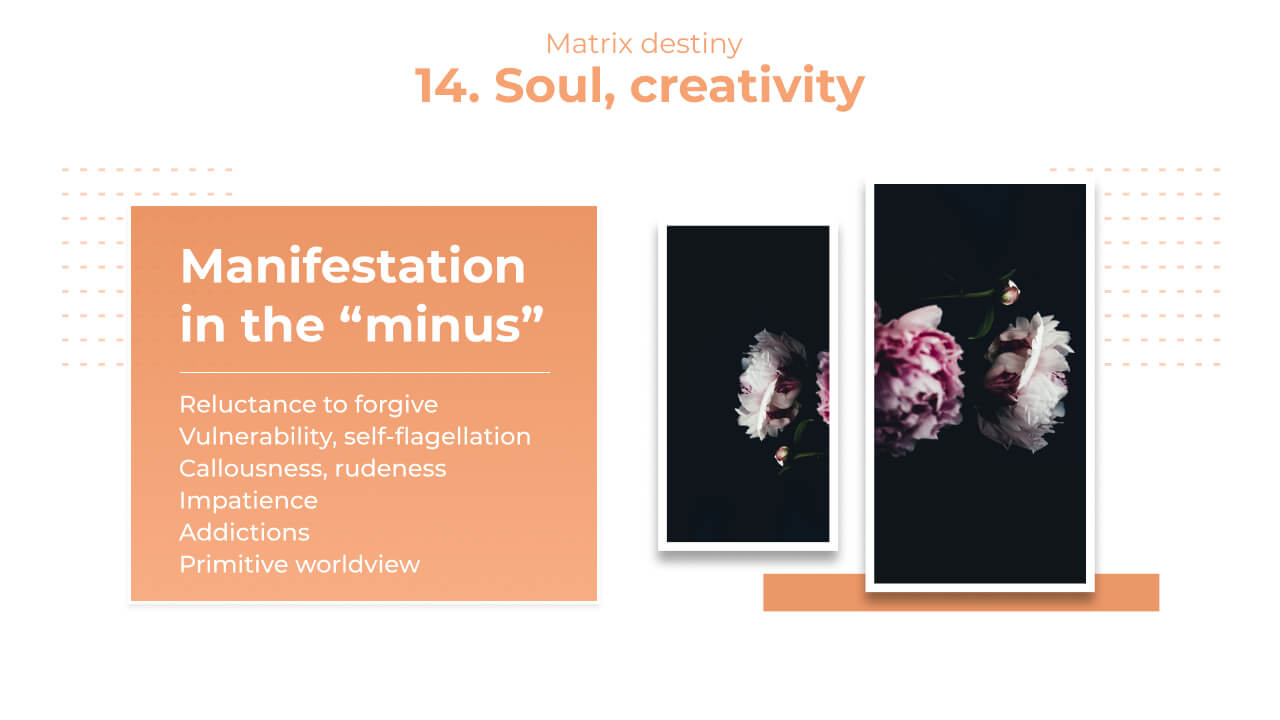 Matrix destiny
14. Soul, creativity
Manifestation
in the “minus”
Reluctance to forgive
Vulnerability, self-flagellation
Callousness, rudeness
Impatience
Addictions
Primitive worldview